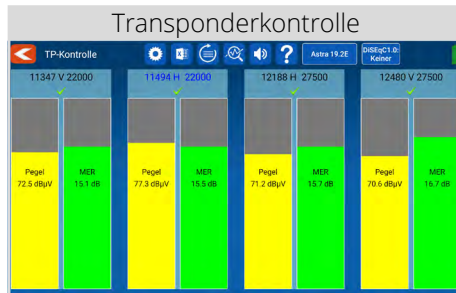 Transponderkontrolle
TP-Kontrolle
?
Astra 19.2E
DiSEqC1.0:
Keiner
11347 V 22000
11494 H 22000
12188 H 27500
12480 V 27500
Pegel
72.5 dBµV
MER
15.1 dB
Pegel
77.3 dBµV
MER
15.5 dB
Pegel
71.2 dBµV
MER
15.7 dB
Pegel
70.6 dBµV
MER
16.7 dB